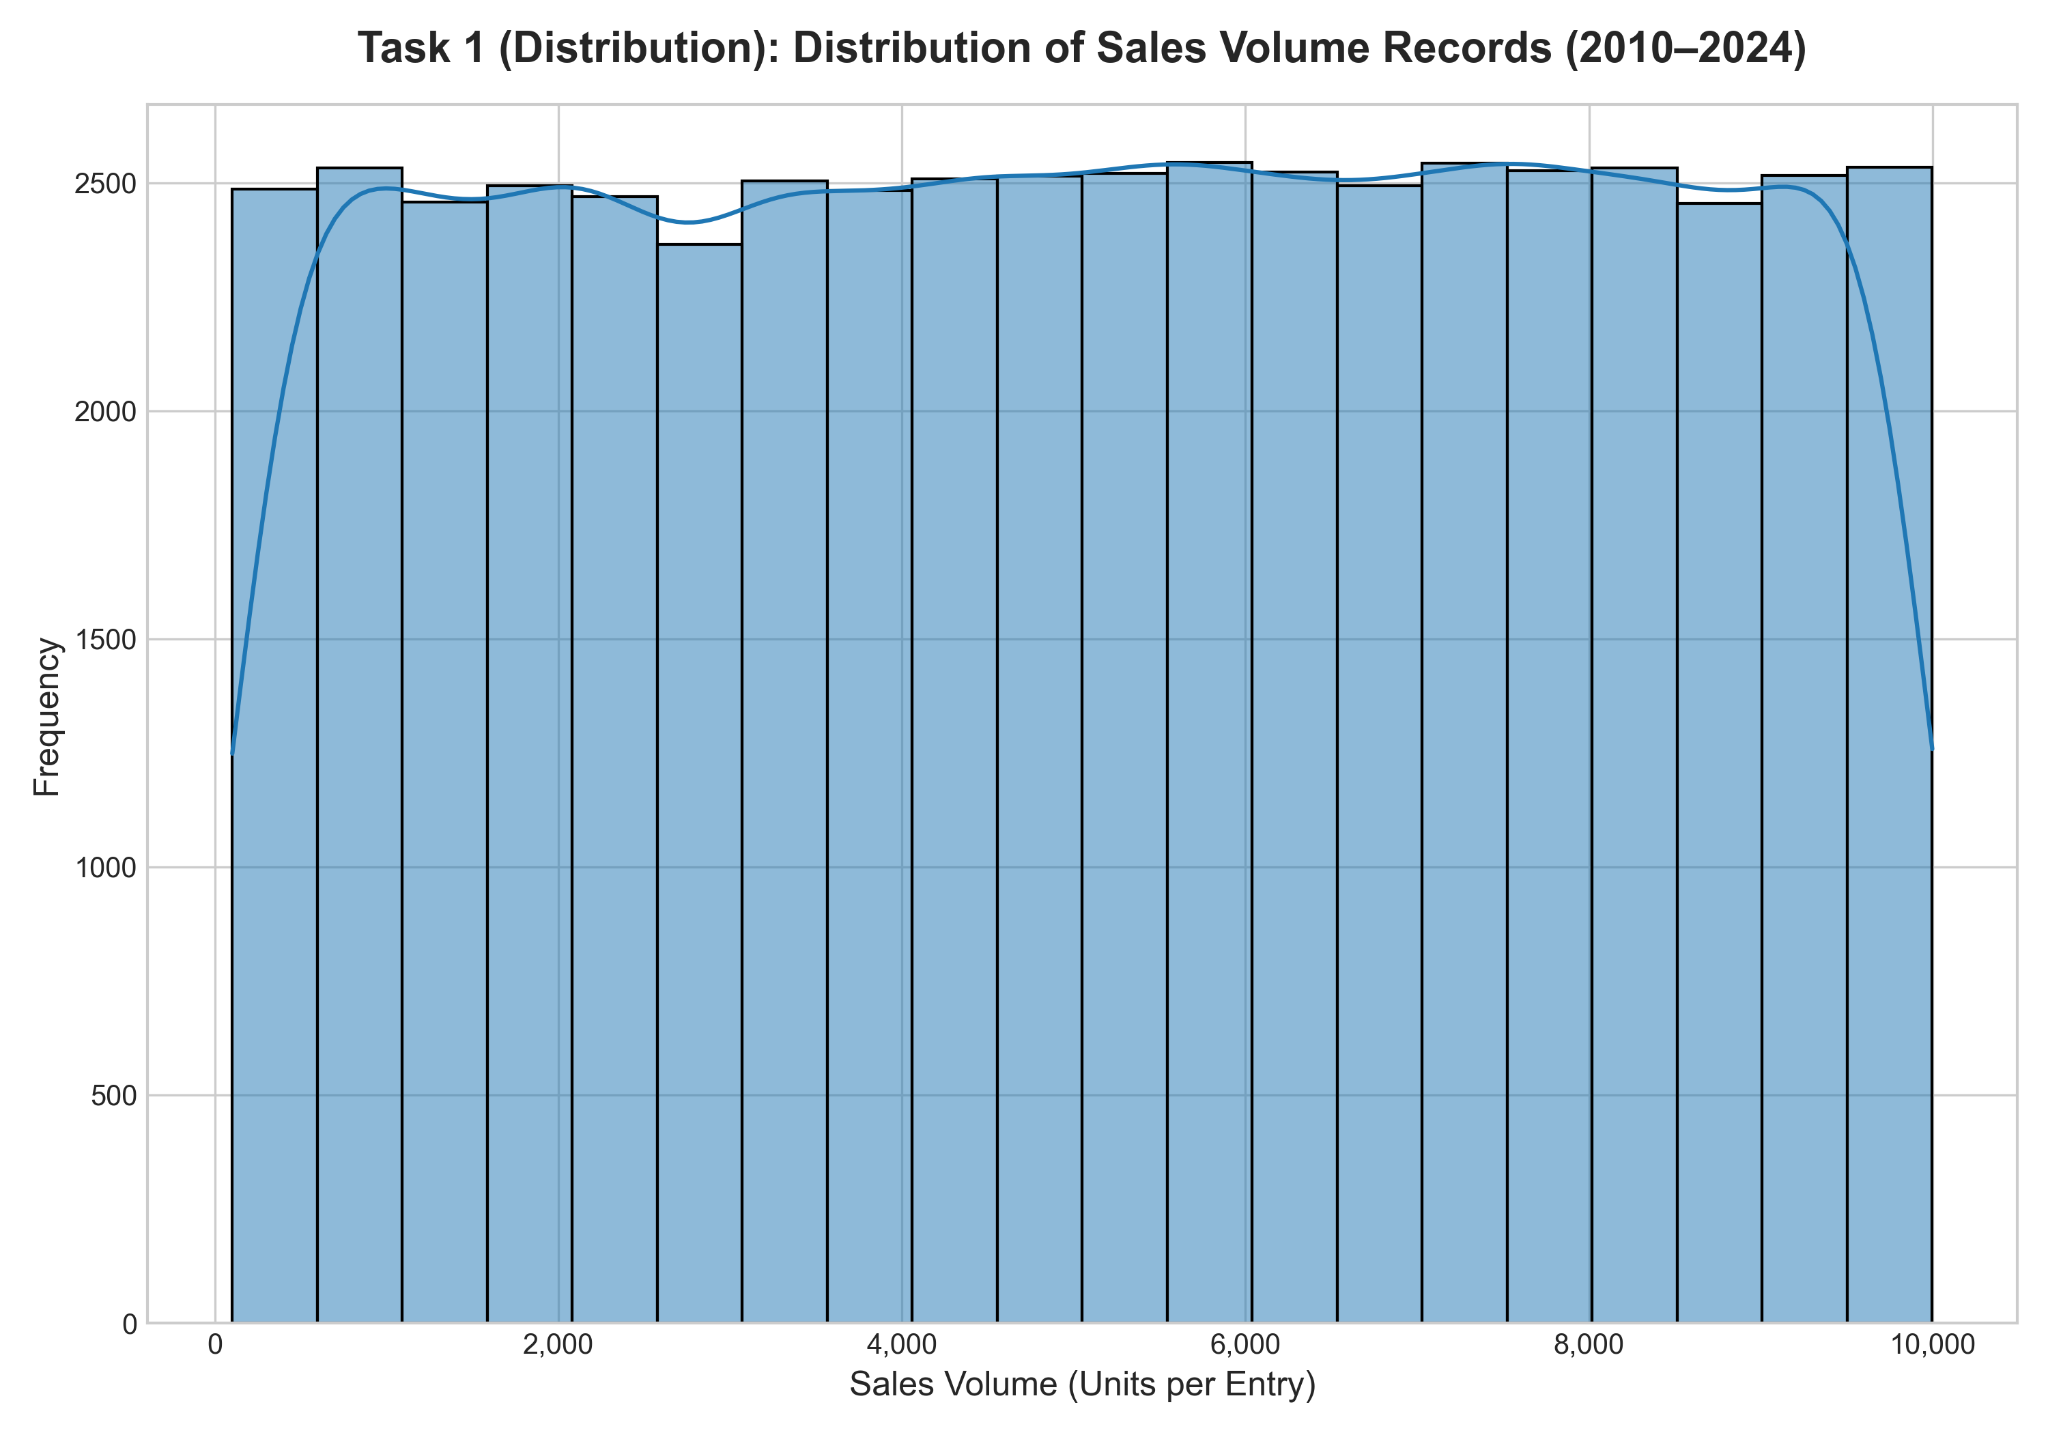 Task 1 (Distribution): Distribution of Sales Volume Records (2010–2024)
2500
2000
1500
1000
500
0
Frequency
0 2,000 4,000 6,000 8,000 10,000
Sales Volume (Units per Entry)